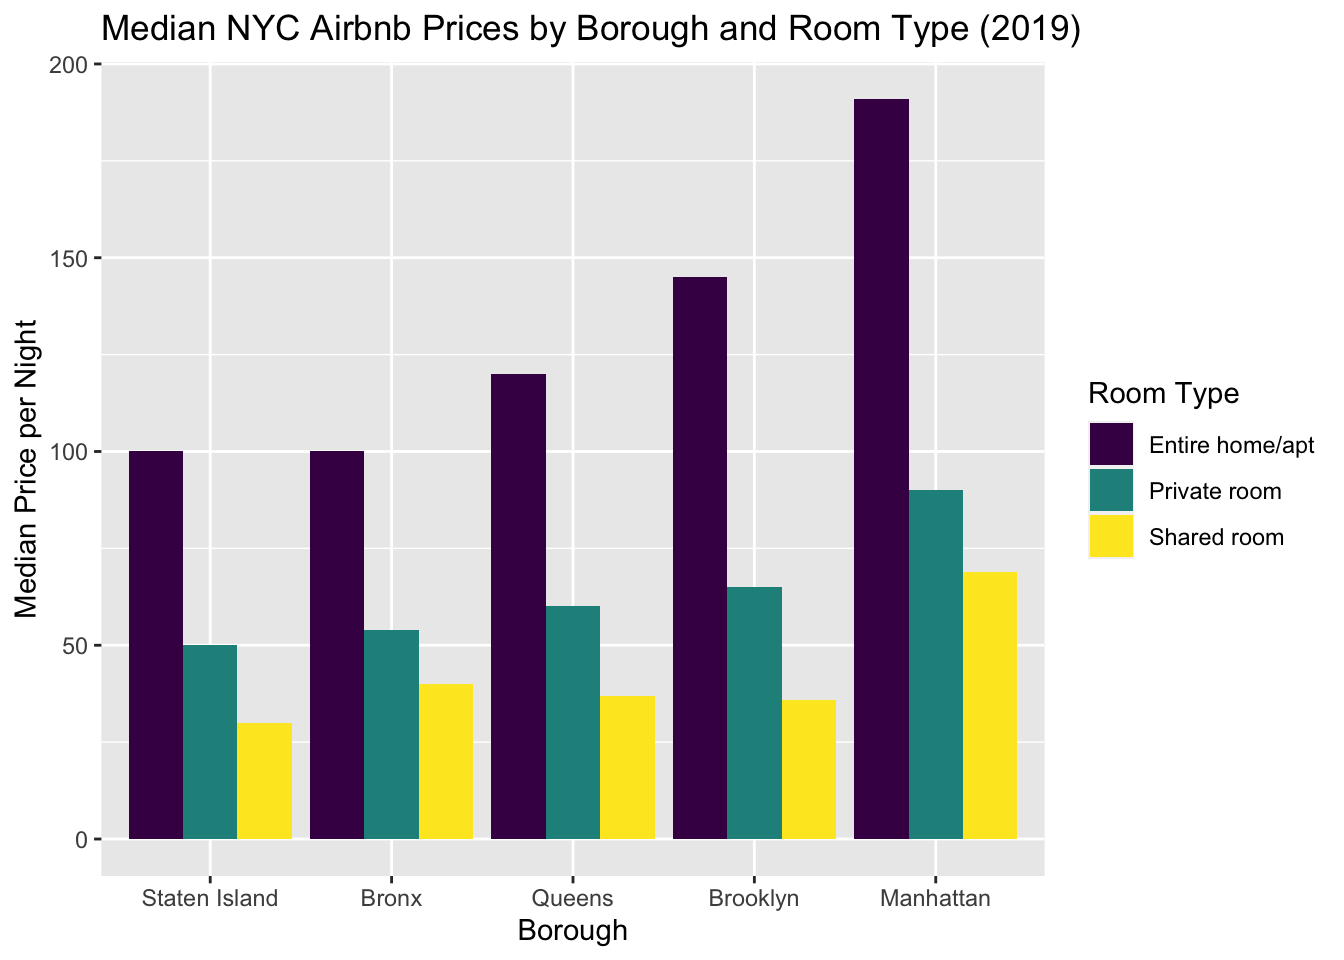 Median NYC Airbnb Prices by Borough and Room Type (2019)
Median Price per Night
200
150
100
50
0
Staten Island
Bronx
Queens
Brooklyn
Manhattan
Borough
Room Type
Entire home/apt
Private room
Shared room